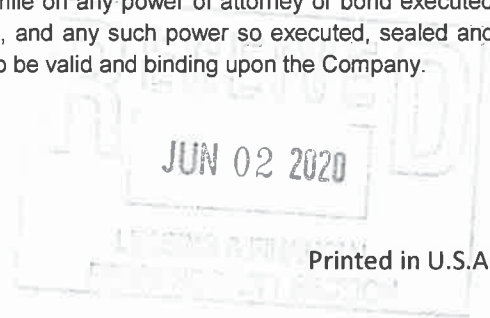 mile on any power of attorney or bond executed
, and any such power so executed, sealed and
o be valid and binding upon the Company.
RECEIVED
JUN 02 2020
Printed in U.S.A